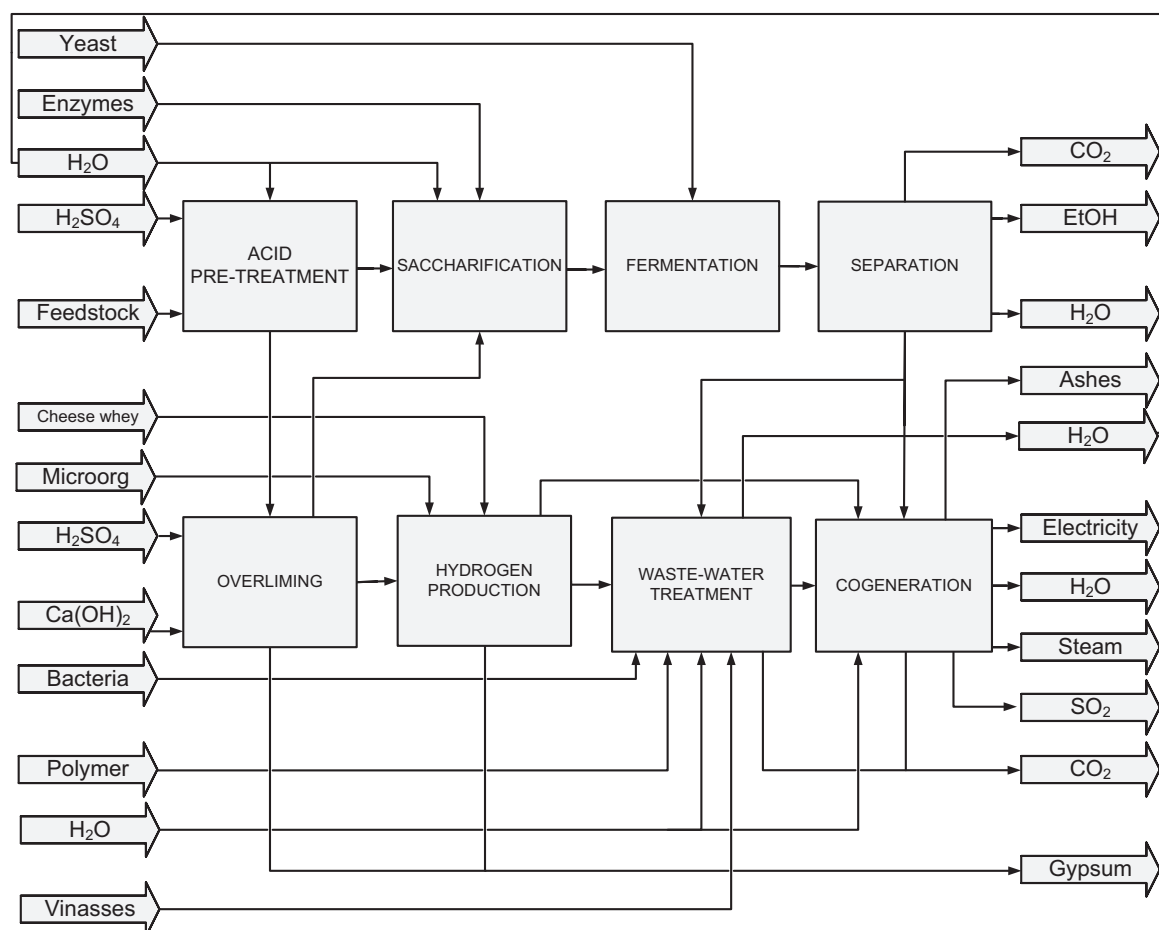 Yeast
Enzymes
H₂O
H₂SO₄
Feedstock
Cheese whey
Microorg
H₂SO₄
Ca(OH)₂
Bacteria
Polymer
H₂O
Vinasses
ACID
PRE-TREATMENT
SACCHARIFICATION
FERMENTATION
SEPARATION
OVERLIMING
HYDROGEN
PRODUCTION
WASTE-WATER
TREATMENT
COGENERATION
CO₂
EtOH
H₂O
Ashes
H₂O
Electricity
H₂O
Steam
SO₂
CO₂
Gypsum